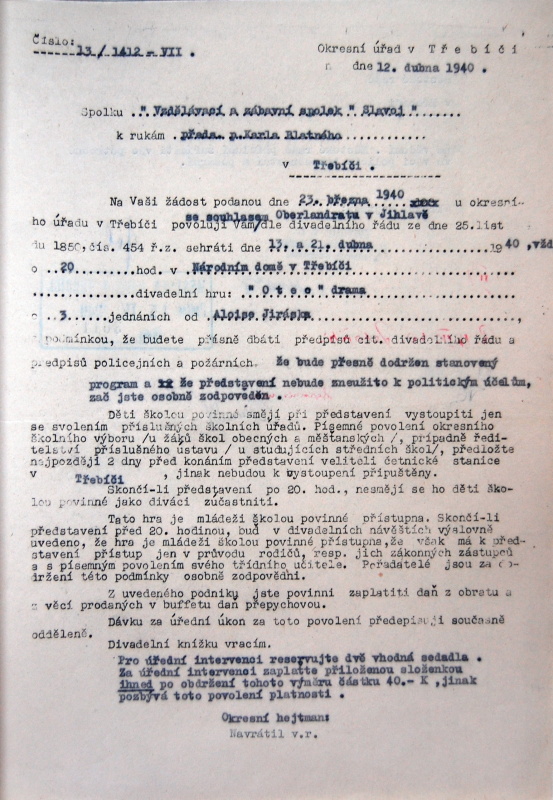 Číslo: 13/1412 - VII.
Okresní úřad v Třebíči
dne 12. dubna 1940.
Spolku " Vzdělávací a zábavní spolek " Slavoj "
k rukám předs. p. Karla Blatného
v Třebíči.
Na Vaši žádost podanou dne 23. března 1940 u okresní-
ho úřadu v Třebíči povoluji Vám/dle divadelního řádu ze dne 25.list
se souhlasem Oberlandratu v Jihlavě
du 1850, čís. 454 ř.z. sehráti dne 13. a 21. dubna 1940, vžd
o 20 hod. v Národním domě v Třebíči
divadelní hru: " O t e c " drama
o 3 jednáních od Aloise Jiráska
podmínkou, že budete přesně dbáti předpisů cit. divadelního řádu a
předpisů policejních a požárních. Že bude přesně dodržen stanovený
program a že představení nebude zneužito k politickým účelům,
zač jste osobně zodpověden.
Děti školou povinné smějí při představení vystoupiti jen
se svolením příslušných školních úřadů. Písemné povolení okresního
školního výboru /u žáků škol obecných a měšťanských/, případně ředi-
telství příslušného ústavu / u studujících středních škol/, předložte
nejpozději 2 dny před konáním představení veliteli četnické stanice
v Třebíči , jinak nebudou k vystoupení připuštěny.
Skončí-li představení po 20. hod., nesmějí se ho děti ško-
lou povinné jako diváci zúčastniti.
Tato hra je mládeži školou povinné přístupna. Skončí-li
představení před 20. hodinou, buď v divadelních návěštích výslovně
uvedeno, že hra je mládeži školou povinné přístupna, že však má k před-
stavení přístup jen v průvodu rodičů, resp. jich zákonných zástupců
a s písemným povolením svého třídního učitele. Pořadatelé jsou za do-
držení této podmínky osobně zodpovědni.
Z uvedeného podniku jste povinni zaplatiti daň z obratu a
z věcí prodaných v buffetu daň přepychovou.
Dávku za úřední úkon za toto povolení předepisuji současně
odděleně.
Divadelní knížku vracím.
Pro úřední intervenci reservujte dvě vhodná sedadla.
Za úřední intervenci zaplaťte přiloženou složenkou
ihned po obdržení tohoto výměru částku 40.- K ,jinak
pozbývá toto povolení platnosti.
Okresní hejtman:
Navrátil v.r.